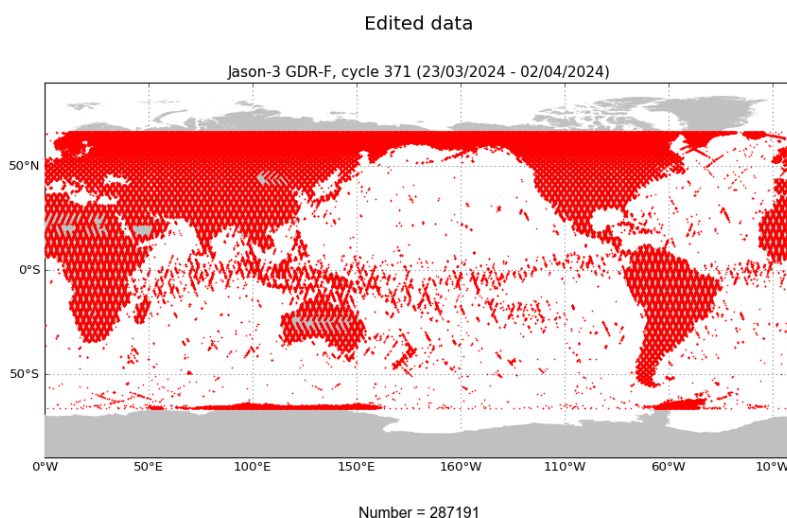 Edited data
Jason-3 GDR-F, cycle 371 (23/03/2024 - 02/04/2024)
50°N
0°S
50°S
0°W 50°E 100°E 150°E 160°W 110°W 60°W 10°W
Number = 287191